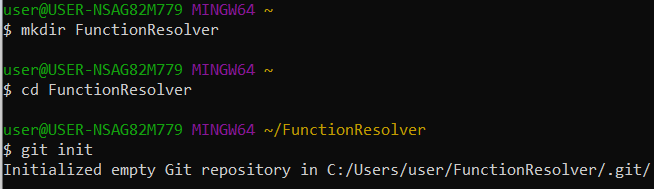 user@USER-NSAG82M779 MINGW64 ~
$ mkdir FunctionResolver
user@USER-NSAG82M779 MINGW64 ~
$ cd FunctionResolver
user@USER-NSAG82M779 MINGW64 ~/FunctionResolver
$ git init
Initialized empty Git repository in C:/Users/user/FunctionResolver/.git/